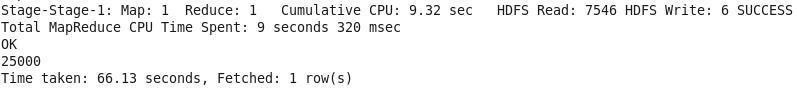 Stage-Stage-1: Map: 1  Reduce: 1   Cumulative CPU: 9.32 sec   HDFS Read: 7546 HDFS Write: 6 SUCCESS
Total MapReduce CPU Time Spent: 9 seconds 320 msec
OK
25000
Time taken: 66.13 seconds, Fetched: 1 row(s)